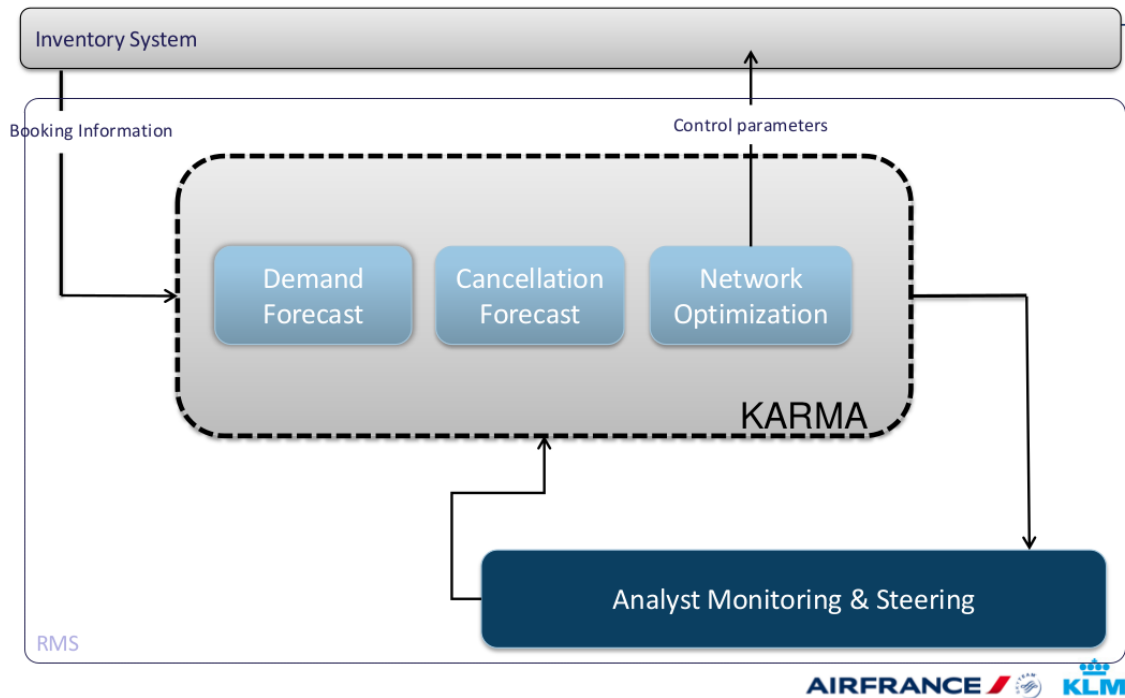 Inventory System
Booking Information
Control parameters
Demand
Forecast
Cancellation
Forecast
Network
Optimization
KARMA
Analyst Monitoring & Steering
RMS
AIRFRANCE
KLM